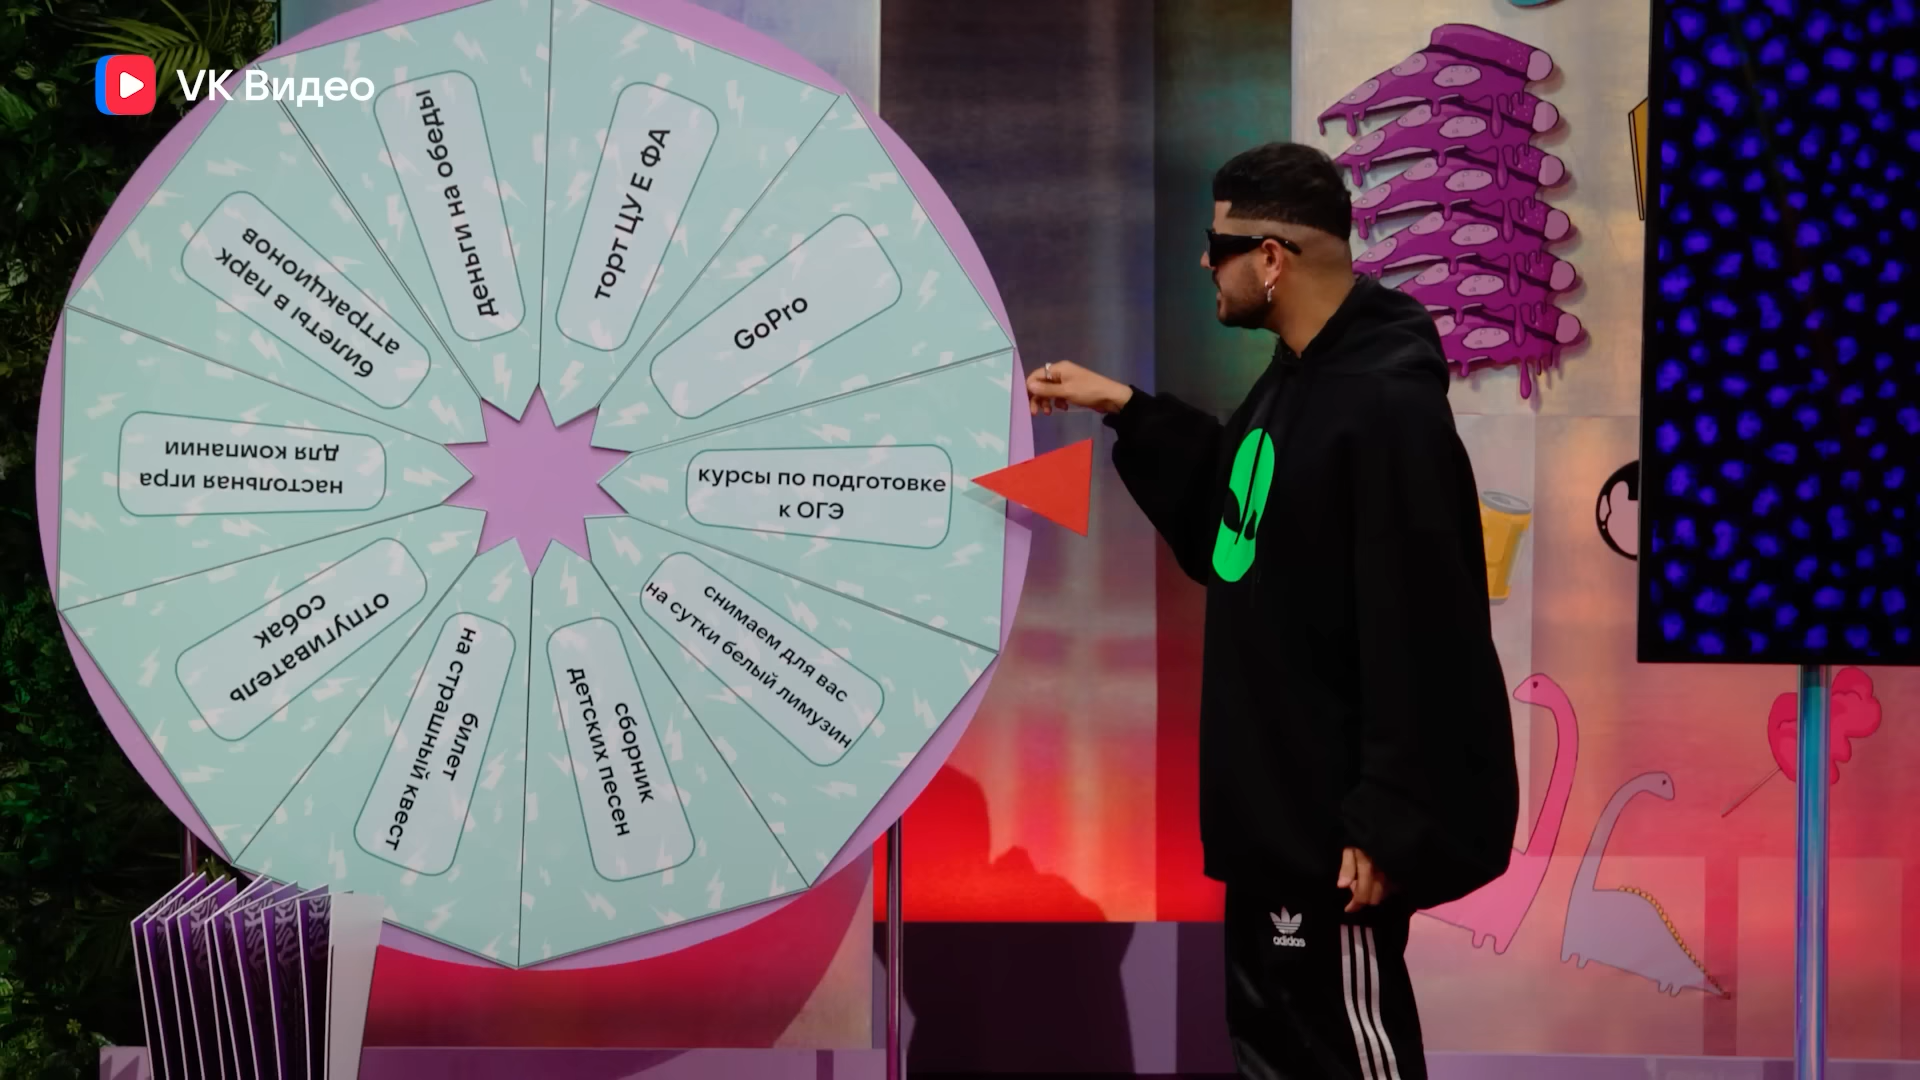 VK Видео
деньги на обеды
торт ЦУ Е ФА
GoPro
курсы по подготовке
к ОГЭ
снимаем для вас
на сутки белый лимузин
сборник
детских песен
билет
на страшный квест
отпугиватель
собак
настольная игра
для компании
билеты в парк
аттракционов
adidas